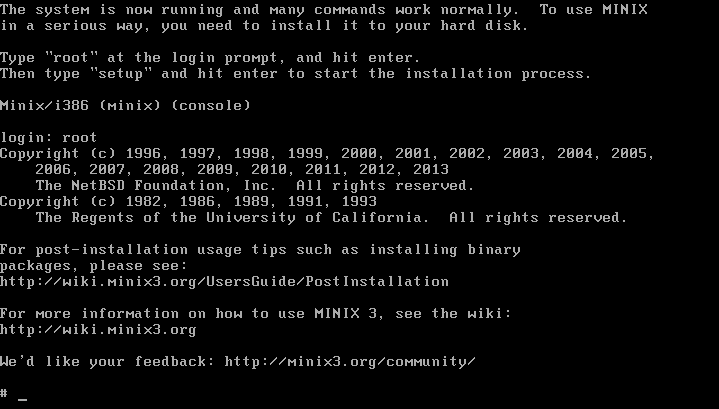 The system is now running and many commands work normally.  To use MINIX
in a serious way, you need to install it to your hard disk.

Type "root" at the login prompt, and hit enter.
Then type "setup" and hit enter to start the installation process.

Minix/i386 (minix) (console)

login: root
Copyright (c) 1996, 1997, 1998, 1999, 2000, 2001, 2002, 2003, 2004, 2005,
    2006, 2007, 2008, 2009, 2010, 2011, 2012, 2013
    The NetBSD Foundation, Inc.  All rights reserved.
Copyright (c) 1982, 1986, 1989, 1991, 1993
    The Regents of the University of California.  All rights reserved.

For post-installation usage tips such as installing binary
packages, please see:
http://wiki.minix3.org/UsersGuide/PostInstallation

For more information on how to use MINIX 3, see the wiki:
http://wiki.minix3.org

We'd like your feedback: http://minix3.org/community/

# _